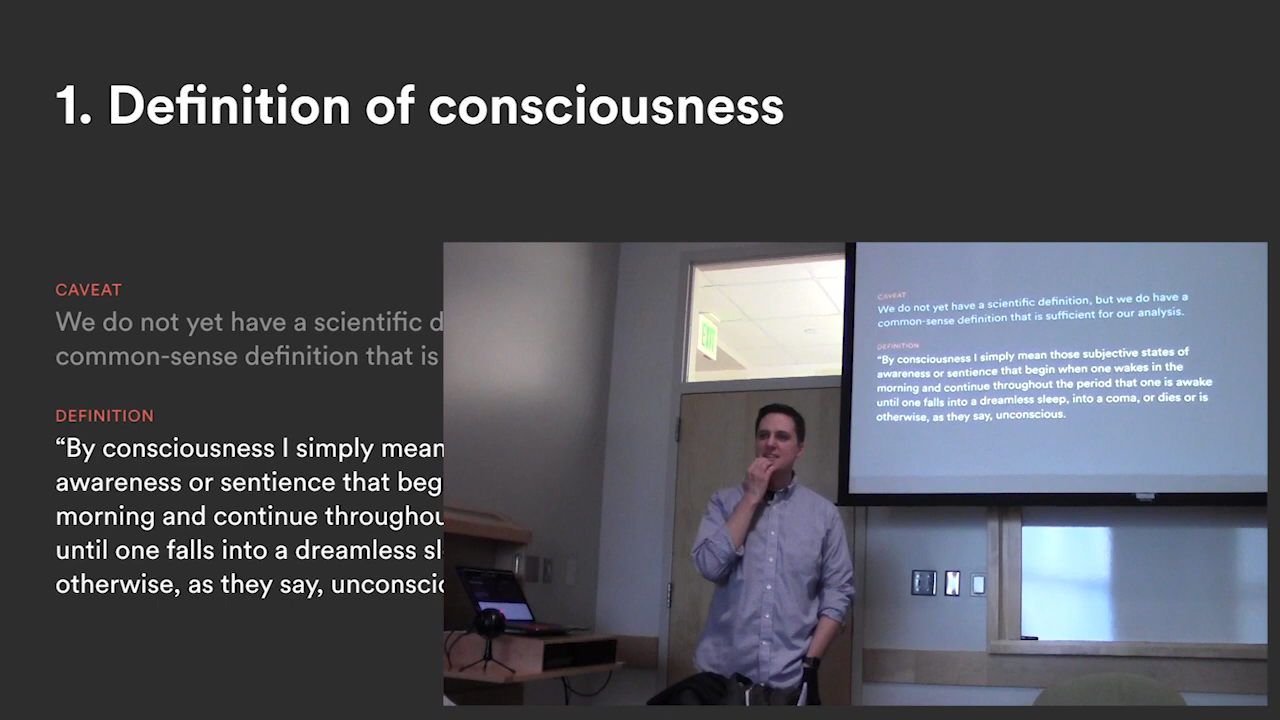 1. Definition of consciousness
CAVEAT
We do not yet have a scientific d
common-sense definition that is
DEFINITION
“By consciousness I simply mean
awareness or sentience that beg
morning and continue throughou
until one falls into a dreamless sl
otherwise, as they say, unconscio
EXIT
CAVEAT
We do not yet have a scientific definition, but we do have a
common-sense definition that is sufficient for our analysis.
DEFINITION
“By consciousness I simply mean those subjective states of
awareness or sentience that begin when one wakes in the
morning and continue throughout the period that one is awake
until one falls into a dreamless sleep, into a coma, or dies or is
otherwise, as they say, unconscious.